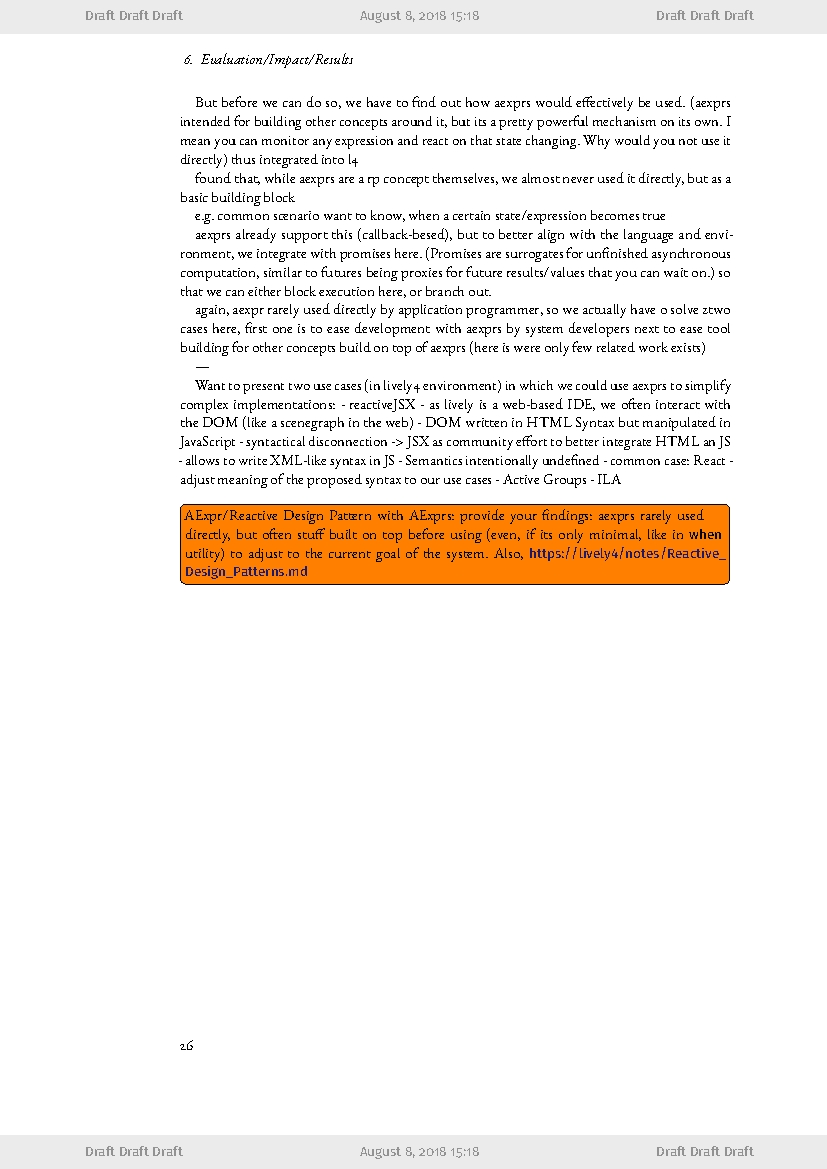 Draft Draft Draft August 8, 2018 15:18 Draft Draft Draft
6. Evaluation/Impact/Results
But before we can do so, we have to find out how aexprs would effectively be used. (aexprs
intended for building other concepts around it, but its a pretty powerful mechanism on its own. I
mean you can monitor any expression and react on that state changing. Why would you not use it
directly) thus integrated into l4
found that, while aexprs are a rp concept themselves, we almost never used it directly, but as a
basic building block
e.g. common scenario want to know, when a certain state/expression becomes true
aexprs already support this (callback-besed), but to better align with the language and envi-
ronment, we integrate with promises here. (Promises are surrogates for unfinished asynchronous
computation, similar to futures being proxies for future results/values that you can wait on.) so
that we can either block execution here, or branch out.
again, aexpr rarely used directly by application programmer, so we actually have o solve ztwo
cases here, first one is to ease development with aexprs by system developers next to ease tool
building for other concepts build on top of aexprs (here is were only few related work exists)
—
Want to present two use cases (in lively4 environment) in which we could use aexprs to simplify
complex implementations: - reactiveJSX - as lively is a web-based IDE, we often interact with
the DOM (like a scenegraph in the web) - DOM written in HTML Syntax but manipulated in
JavaScript - syntactical disconnection -> JSX as community effort to better integrate HTML an JS
- allows to write XML-like syntax in JS - Semantics intentionally undefined - common case: React -
adjust meaning of the proposed syntax to our use cases - Active Groups - ILA
AExpr/Reactive Design Pattern with AExprs: provide your findings: aexprs rarely used
directly, but often stuff built on top before using (even, if its only minimal, like in when
utility) to adjust to the current goal of the system. Also, https://lively4/notes/Reactive_
Design_Patterns.md
26
Draft Draft Draft August 8, 2018 15:18 Draft Draft Draft